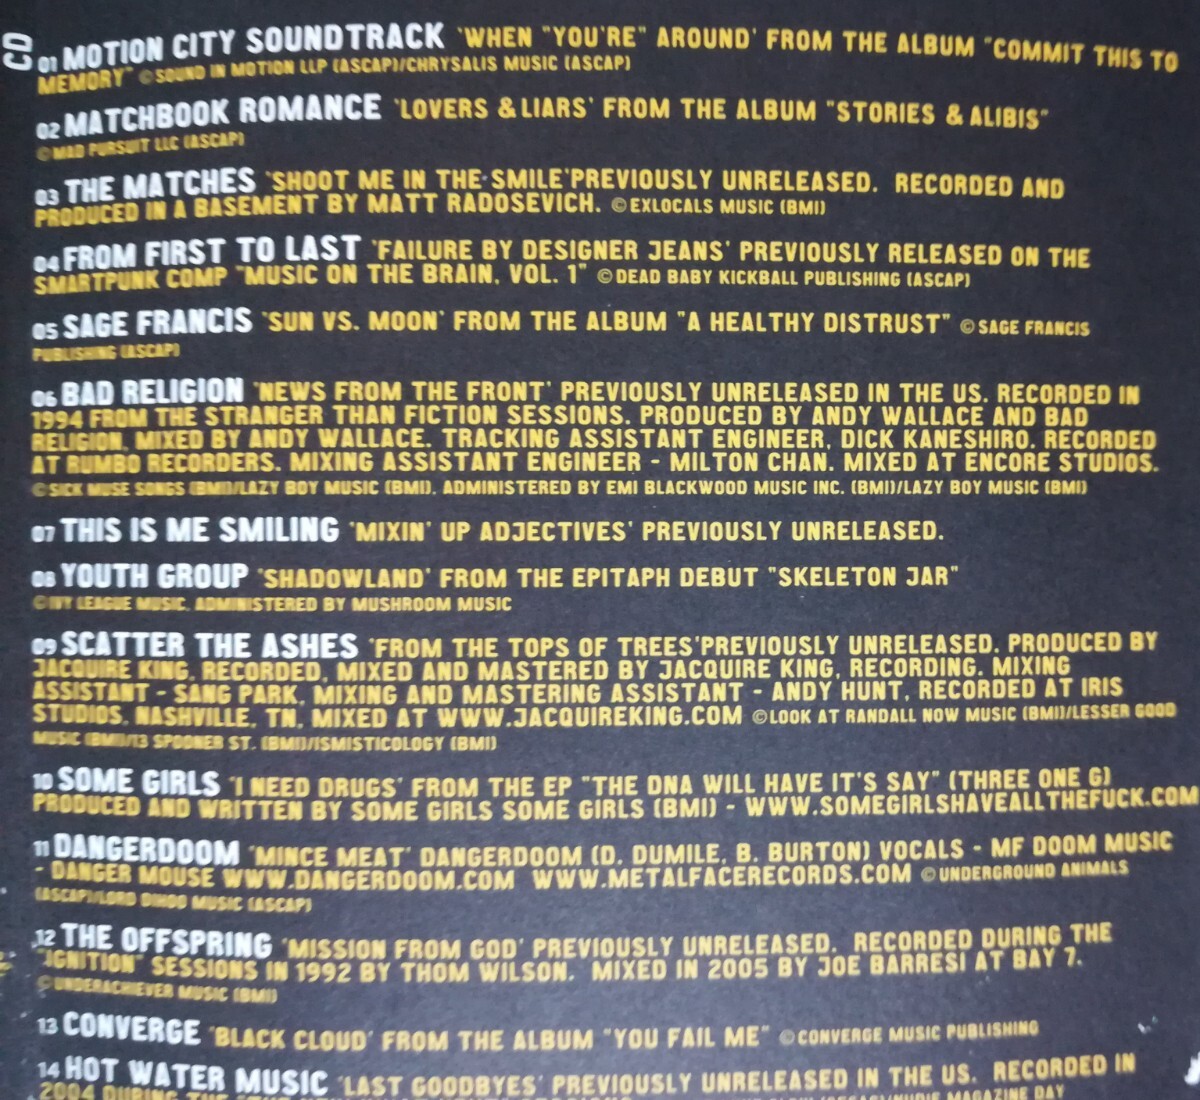 CD
01 MOTION CITY SOUNDTRACK 'WHEN "YOU'RE" AROUND' FROM THE ALBUM "COMMIT THIS TO
MEMORY" ©SOUND IN MOTION LLP (ASCAP)/CHRYSALIS MUSIC (ASCAP)
02 MATCHBOOK ROMANCE 'LOVERS & LIARS' FROM THE ALBUM "STORIES & ALIBIS"
©MAD PURSUIT LLC (ASCAP)
03 THE MATCHES 'SHOOT ME IN THE SMILE'PREVIOUSLY UNRELEASED. RECORDED AND
PRODUCED IN A BASEMENT BY MATT RADOSEVICH. ©EXLOCALS MUSIC (BMI)
04 FROM FIRST TO LAST 'FAILURE BY DESIGNER JEANS' PREVIOUSLY RELEASED ON THE
SMARTPUNK COMP "MUSIC ON THE BRAIN, VOL. 1" ©DEAD BABY KICKBALL PUBLISHING (ASCAP)
05 SAGE FRANCIS 'SUN VS. MOON' FROM THE ALBUM "A HEALTHY DISTRUST" ©SAGE FRANCIS
PUBLISHING (ASCAP)
06 BAD RELIGION 'NEWS FROM THE FRONT' PREVIOUSLY UNRELEASED IN THE US. RECORDED IN
1994 FROM THE STRANGER THAN FICTION SESSIONS. PRODUCED BY ANDY WALLACE AND BAD
RELIGION, MIXED BY ANDY WALLACE. TRACKING ASSISTANT ENGINEER, DICK KANESHIRO. RECORDED
AT RUMBO RECORDERS. MIXING ASSISTANT ENGINEER - MILTON CHAN. MIXED AT ENCORE STUDIOS.
©SICK MUSE SONGS (BMI)/LAZY BOY MUSIC (BMI), ADMINISTERED BY EMI BLACKWOOD MUSIC INC. (BMI)/LAZY BOY MUSIC (BMI)
07 THIS IS ME SMILING 'MIXIN' UP ADJECTIVES' PREVIOUSLY UNRELEASED.
08 YOUTH GROUP 'SHADOWLAND' FROM THE EPITAPH DEBUT "SKELETON JAR"
©IVY LEAGUE MUSIC, ADMINISTERED BY MUSHROOM MUSIC
09 SCATTER THE ASHES 'FROM THE TOPS OF TREES'PREVIOUSLY UNRELEASED. PRODUCED BY
JACQUIRE KING, RECORDED, MIXED AND MASTERED BY JACQUIRE KING, RECORDING, MIXING
ASSISTANT - SANG PARK, MIXING AND MASTERING ASSISTANT - ANDY HUNT, RECORDED AT IRIS
STUDIOS, NASHVILLE, TN, MIXED AT WWW.JACQUIREKING.COM ©LOOK AT RANDALL NOW MUSIC (BMI)/LESSER GOOD
MUSIC (BMI)/13 SPOONER ST. (BMI)/ISMISTICOLOGY (BMI)
10 SOME GIRLS 'I NEED DRUGS' FROM THE EP "THE DNA WILL HAVE IT'S SAY" (THREE ONE G)
PRODUCED AND WRITTEN BY SOME GIRLS SOME GIRLS (BMI) - WWW.SOMEGIRLSHAVEALLTHEFUCK.COM
11 DANGERDOOM 'MINCE MEAT' DANGERDOOM (D. DUMILE, B. BURTON) VOCALS - MF DOOM MUSIC
- DANGER MOUSE WWW.DANGERDOOM.COM WWW.METALFACERECORDS.COM ©UNDERGROUND ANIMALS
(ASCAP)/LORD DIHOO MUSIC (ASCAP)
12 THE OFFSPRING 'MISSION FROM GOD' PREVIOUSLY UNRELEASED. RECORDED DURING THE
"IGNITION" SESSIONS IN 1992 BY THOM WILSON. MIXED IN 2005 BY JOE BARRESI AT BAY 7.
©UNDERACHIEVER MUSIC (BMI)
13 CONVERGE 'BLACK CLOUD' FROM THE ALBUM "YOU FAIL ME" ©CONVERGE MUSIC PUBLISHING
14 HOT WATER MUSIC 'LAST GOODBYES' PREVIOUSLY UNRELEASED IN THE US. RECORDED IN
2004 DURING THE MAGAZINE DAY